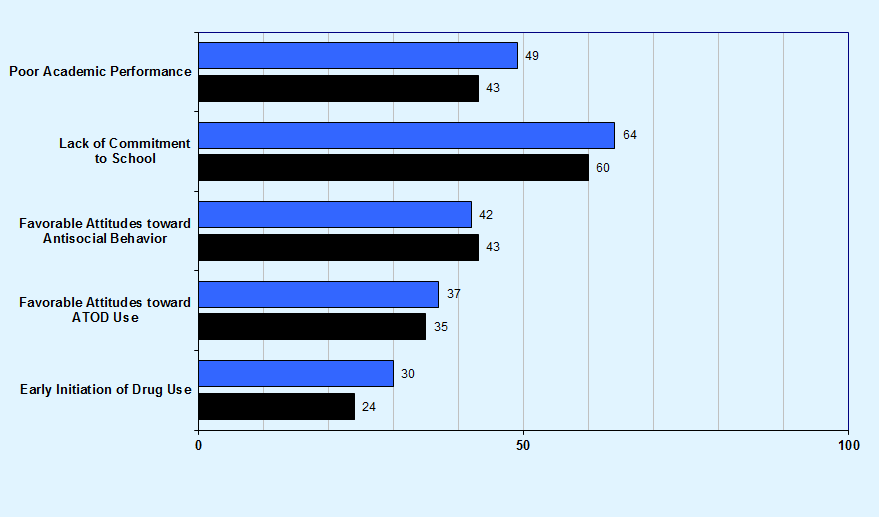 Poor Academic Performance
49
43
Lack of Commitment
to School
64
60
Favorable Attitudes toward
Antisocial Behavior
42
43
Favorable Attitudes toward
ATOD Use
37
35
Early Initiation of Drug Use
30
24
0
50
100